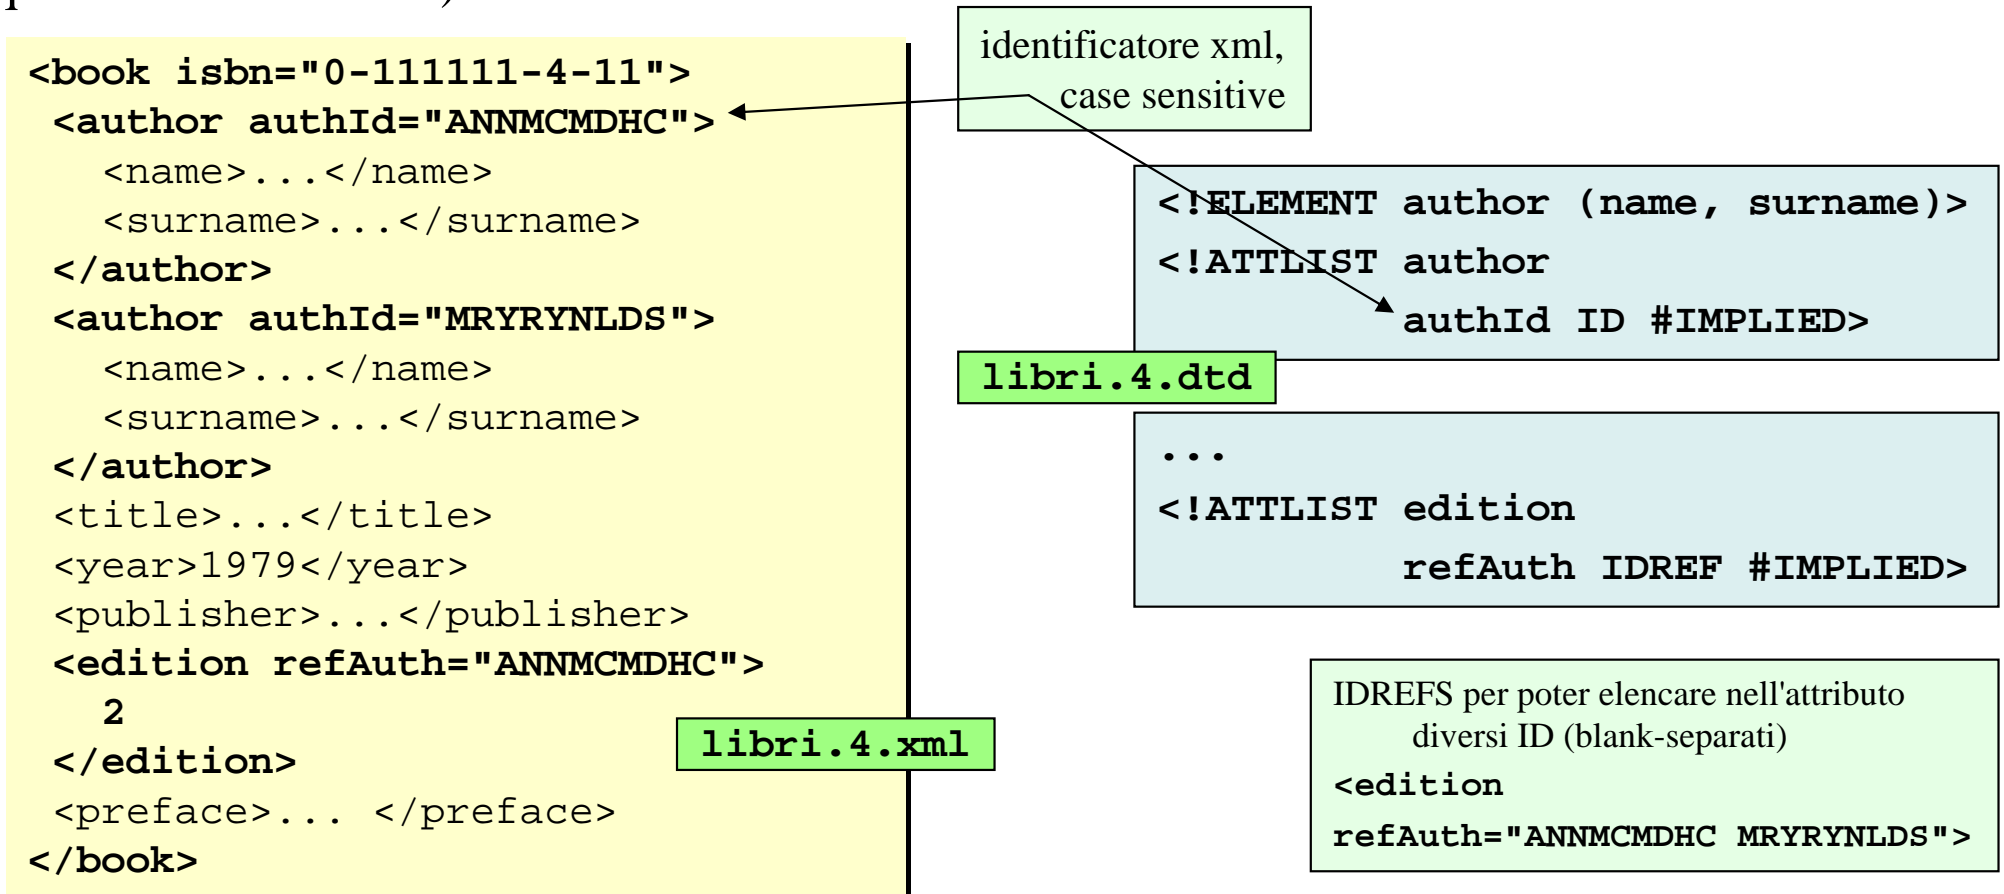 <book isbn="0-111111-4-11">
<author authId="ANNMCMDHC">
<name>...</name>
<surname>...</surname>
</author>
<author authId="MRYRYNLDS">
<name>...</name>
<surname>...</surname>
</author>
<title>...</title>
<year>1979</year>
<publisher>...</publisher>
<edition refAuth="ANNMCMDHC">
2
</edition>
<preface>... </preface>
</book>
libri.4.xml
identificatore xml,
case sensitive
<!ELEMENT author (name, surname)>
<!ATTLIST author
authId ID #IMPLIED>
libri.4.dtd
...
<!ATTLIST edition
refAuth IDREF #IMPLIED>
IDREFS per poter elencare nell'attributo
diversi ID (blank-separati)
<edition
refAuth="ANNMCMDHC MRYRYNLDS">